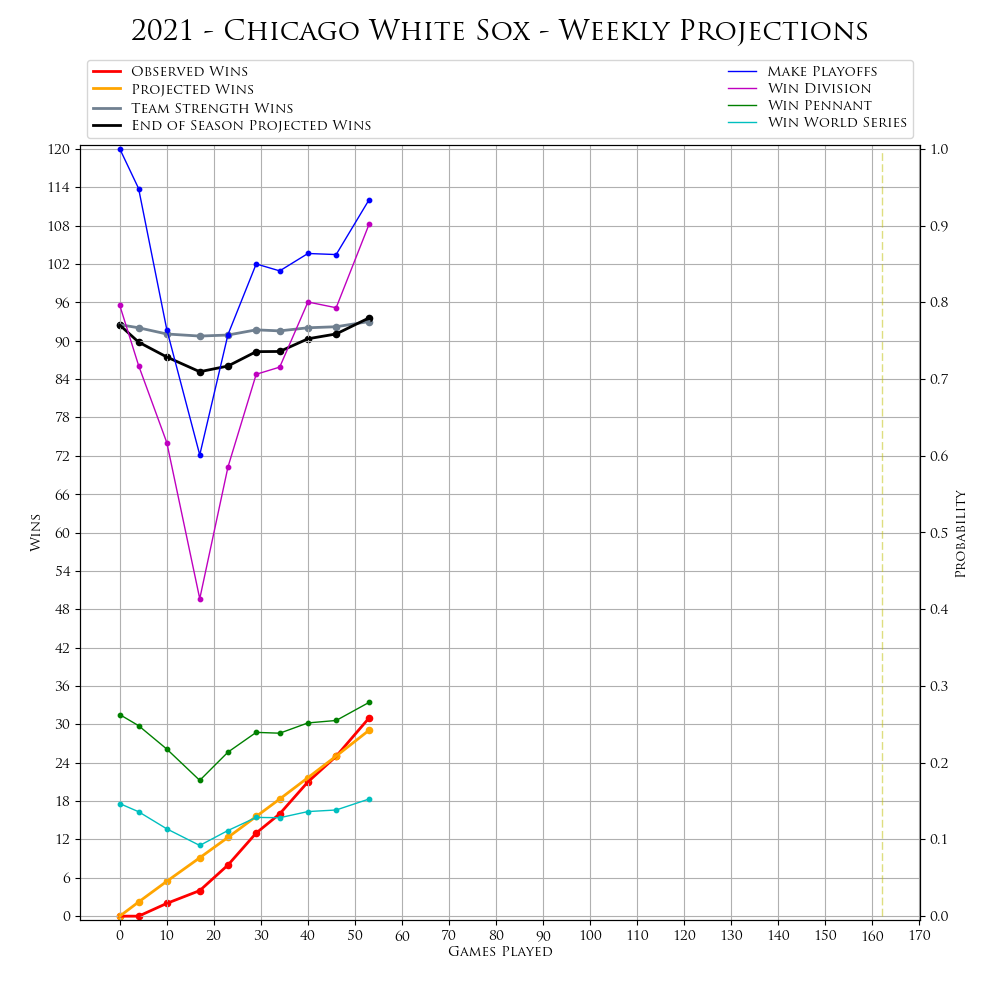 2021 - Chicago White Sox - Weekly Projections
Observed Wins
Projected Wins
Team Strength Wins
End of Season Projected Wins
Make Playoffs
Win Division
Win Pennant
Win World Series
120
114
108
102
96
90
84
78
72
66
60
54
48
42
36
30
24
18
12
6
0
Wins
1.0
0.9
0.8
0.7
0.6
0.5
0.4
0.3
0.2
0.1
0.0
Probability
0 10 20 30 40 50 60 70 80 90 100 110 120 130 140 150 160 170
Games Played